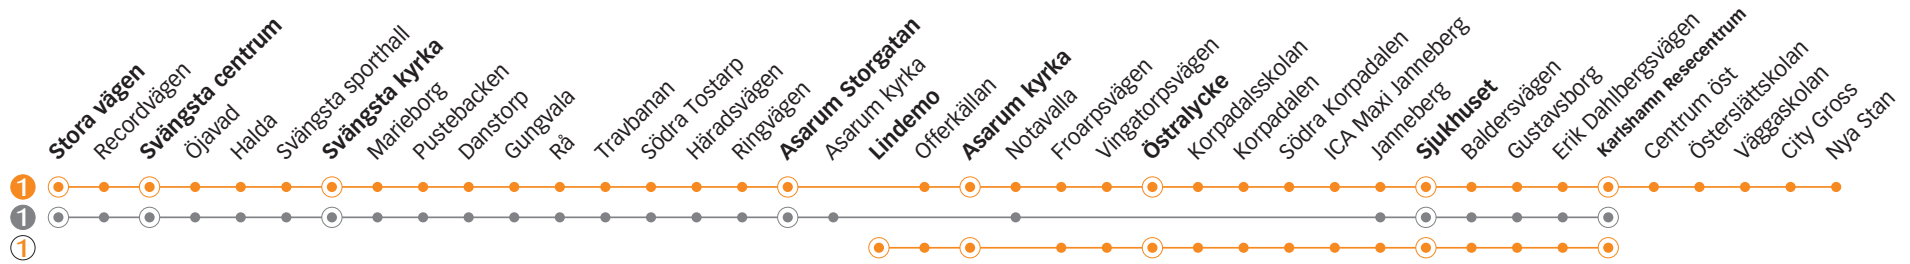 Stora vägen
Recordvägen
Svängsta centrum
Öjavad
Halda
Svängsta sporthall
Svängsta kyrka
Marieborg
Pustebacken
Danstorp
Gungvala
Rå
Travbanan
Södra Tostarp
Häradsvägen
Ringvägen
Asarum Storgatan
Asarum kyrka
Lindemo
Offerkällan
Asarum kyrka
Notavalla
Froarpsvägen
Vingatorpsvägen
Östralycke
Korpadalsskolan
Korpadalen
Södra Korpadalen
ICA Maxi Janneberg
Janneberg
Sjukhuset
Baldersvägen
Gustavsborg
Erik Dahlbergsvägen
Karlshamn Resecentrum
Centrum öst
Österslättskolan
Väggaskolan
City Gross
Nya Stan
1
1
1